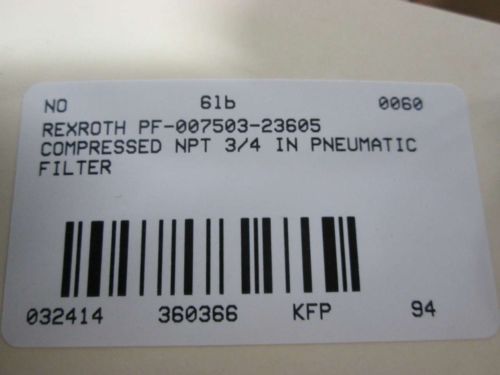 NO 61b 0060
REXROTH PF-007503-23605
COMPRESSED NPT 3/4 IN PNEUMATIC
FILTER
032414 360366 KFP 94